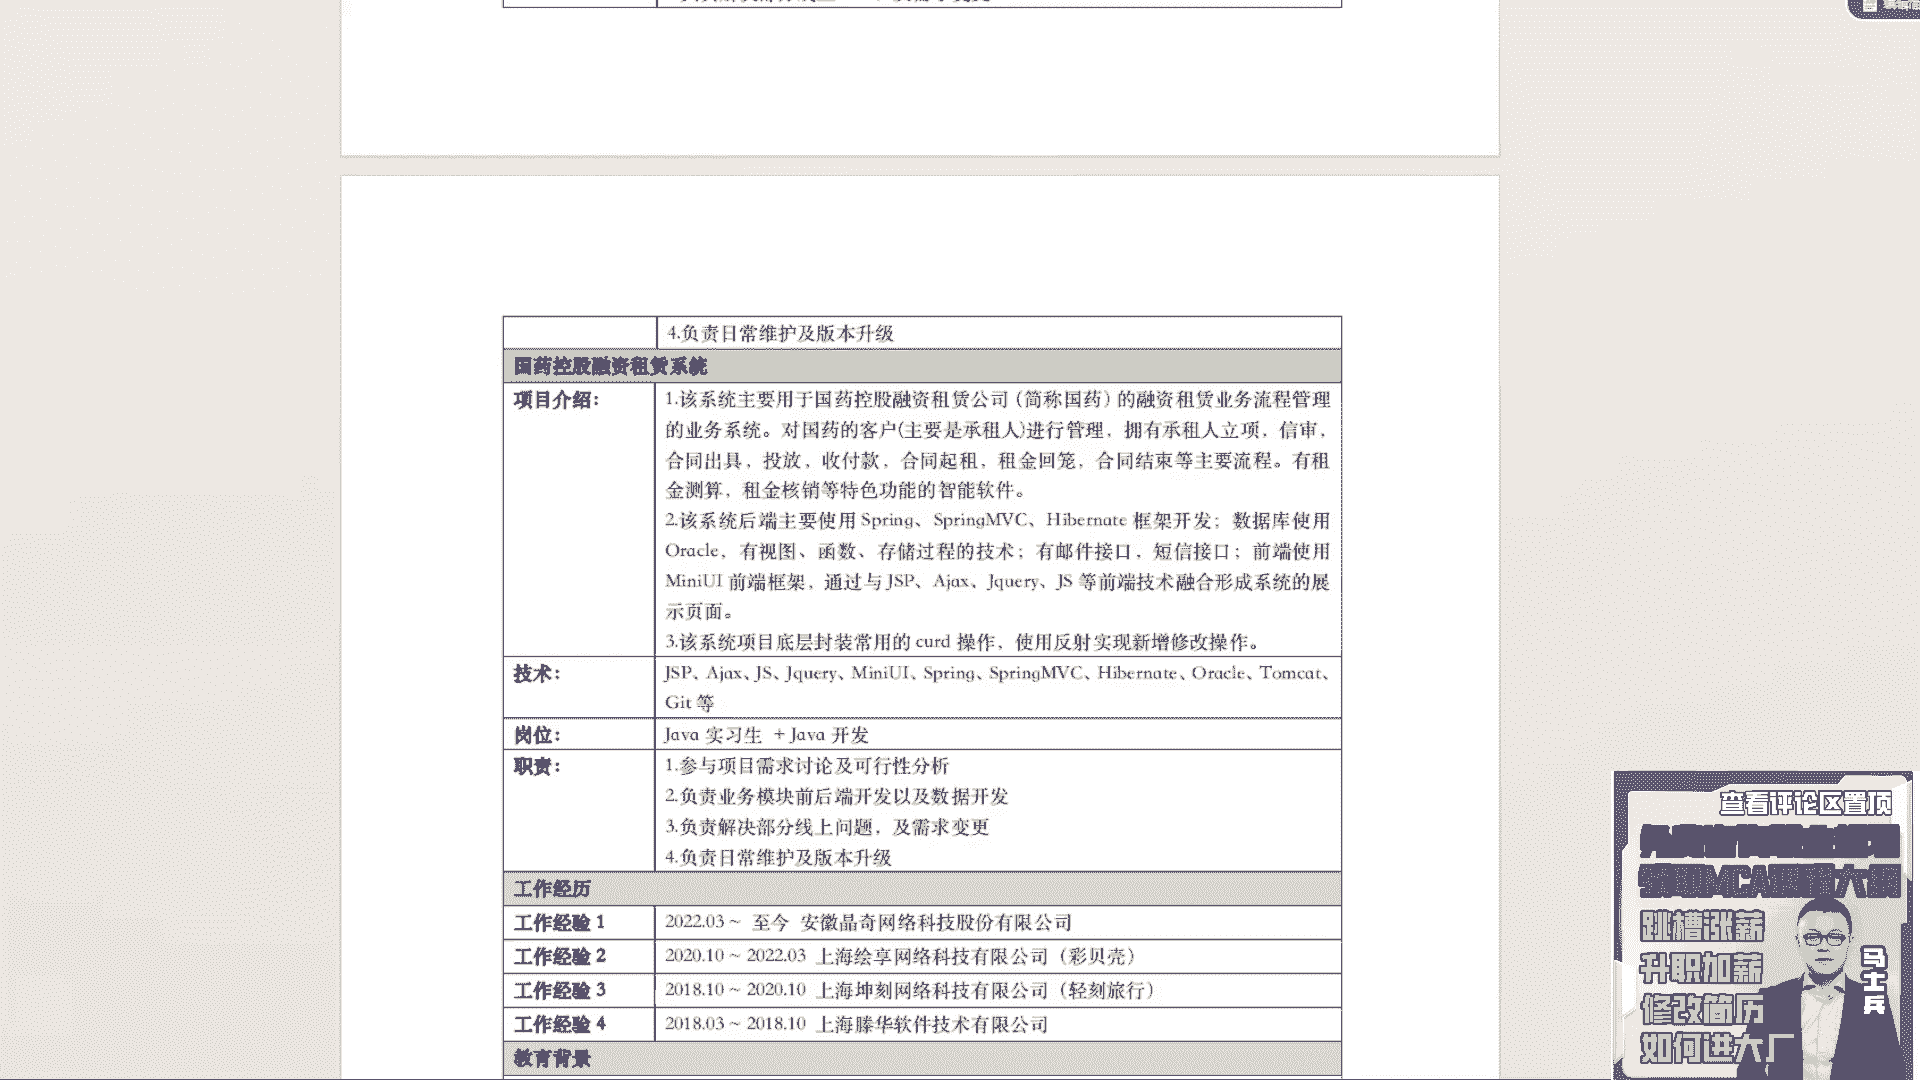 4.负责日常维护及版本升级
国药控股融资租赁系统
项目介绍：
1.该系统主要用于国药控股融资租赁公司（简称国药）的融资租赁业务流程管理
的业务系统。对国药的客户(主要是承租人)进行管理，拥有承租人立项，信审，
合同出具，投放，收付款，合同起租，租金回笼，合同结束等主要流程。有租
金测算，租金核销等特色功能的智能软件。
2.该系统后端主要使用 Spring、SpringMVC、Hibernate 框架开发；数据库使用
Oracle，有视图、函数、存储过程的技术；有邮件接口，短信接口；前端使用
MiniUI 前端框架，通过与 JSP、Ajax、Jquery、JS 等前端技术融合形成系统的展
示页面。
3.该系统项目底层封装常用的 curd 操作，使用反射实现新增修改操作。
技术：
JSP、Ajax、JS、Jquery、MiniUI、Spring、SpringMVC、Hibernate、Oracle、Tomcat、
Git 等
岗位：
Java 实习生 + Java 开发
职责：
1.参与项目需求讨论及可行性分析
2.负责业务模块前后端开发以及数据开发
3.负责解决部分线上问题，及需求变更
4.负责日常维护及版本升级
工作经历
工作经验 1
2022.03 ~ 至今 安徽晶奇网络科技股份有限公司
工作经验 2
2020.10 ~ 2022.03 上海绘享网络科技有限公司（彩贝壳）
工作经验 3
2018.10 ~ 2020.10 上海坤刻网络科技有限公司（轻刻旅行）
工作经验 4
2018.03 ~ 2018.10 上海滕华软件技术有限公司
教育背景
查看评论区置顶
跳槽涨薪
升职加薪
修改简历
如何进大厂
马士兵